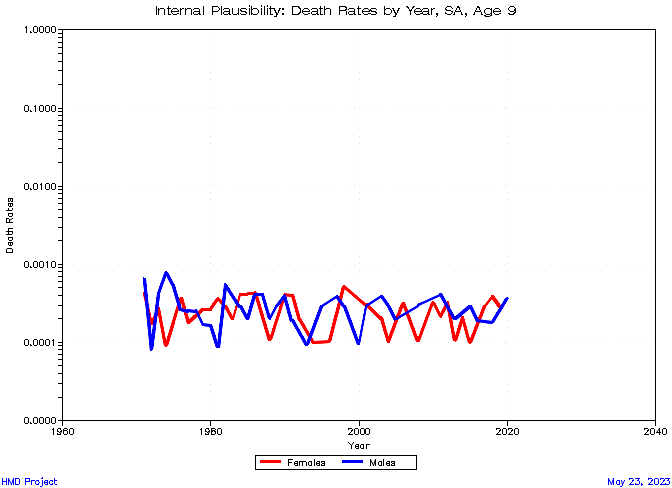 Internal Plausibility: Death Rates by Year, SA, Age 9
1.0000
0.1000
0.0100
0.0010
0.0001
0.0000
Death Rates
1960
1980
2000
2020
2040
Year
Females
Males
HMD Project
May 23, 2023